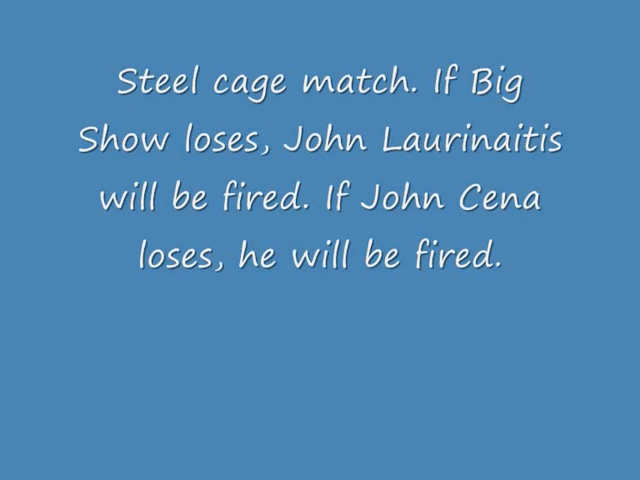 Steel cage match. If Big
Show loses, John Laurinaitis
will be fired. If John Cena
loses, he will be fired.